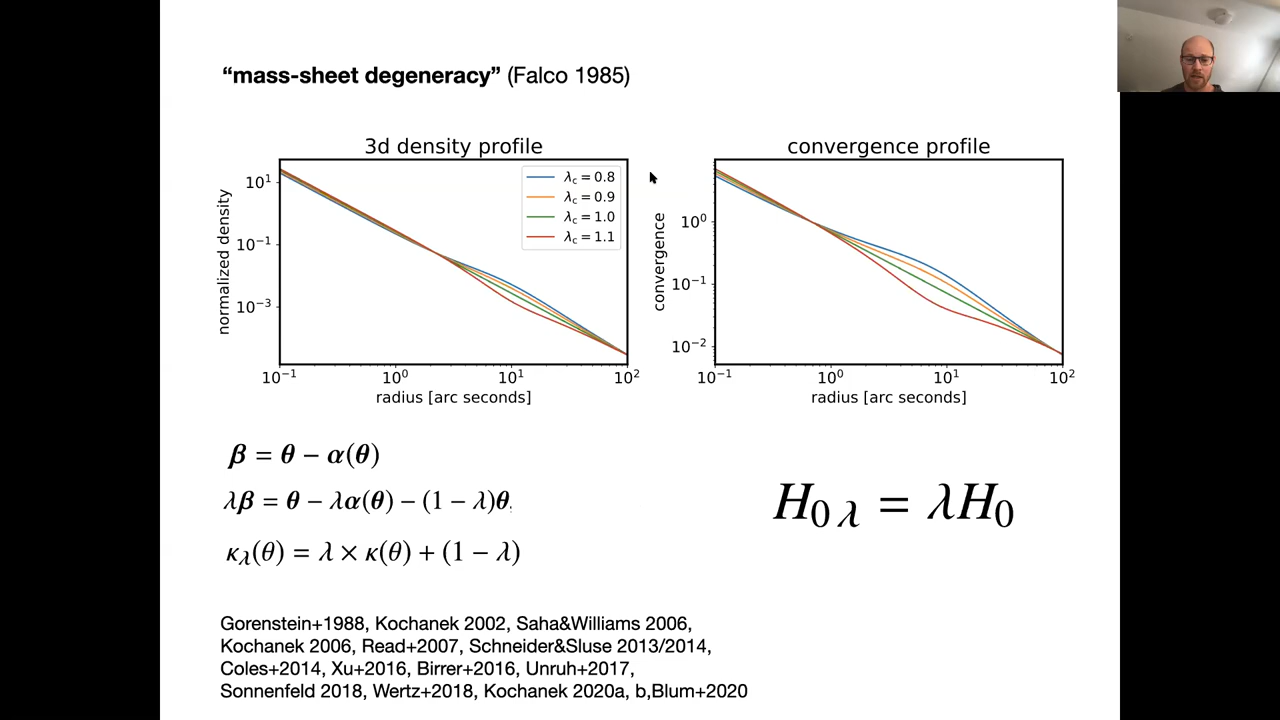 “mass-sheet degeneracy” (Falco 1985)
3d density profile
normalized density
10¹
10⁻¹
10⁻³
λc = 0.8
λc = 0.9
λc = 1.0
λc = 1.1
10⁻¹ 10⁰ 10¹ 10²
radius [arc seconds]
convergence profile
convergence
10⁰
10⁻¹
10⁻²
10⁻¹ 10⁰ 10¹ 10²
radius [arc seconds]
β = θ − α(θ)
λβ = θ − λα(θ) − (1 − λ)θ
κλ(θ) = λ × κ(θ) + (1 − λ)
H₀ λ = λH₀
Gorenstein+1988, Kochanek 2002, Saha&Williams 2006,
Kochanek 2006, Read+2007, Schneider&Sluse 2013/2014,
Coles+2014, Xu+2016, Birrer+2016, Unruh+2017,
Sonnenfeld 2018, Wertz+2018, Kochanek 2020a, b,Blum+2020